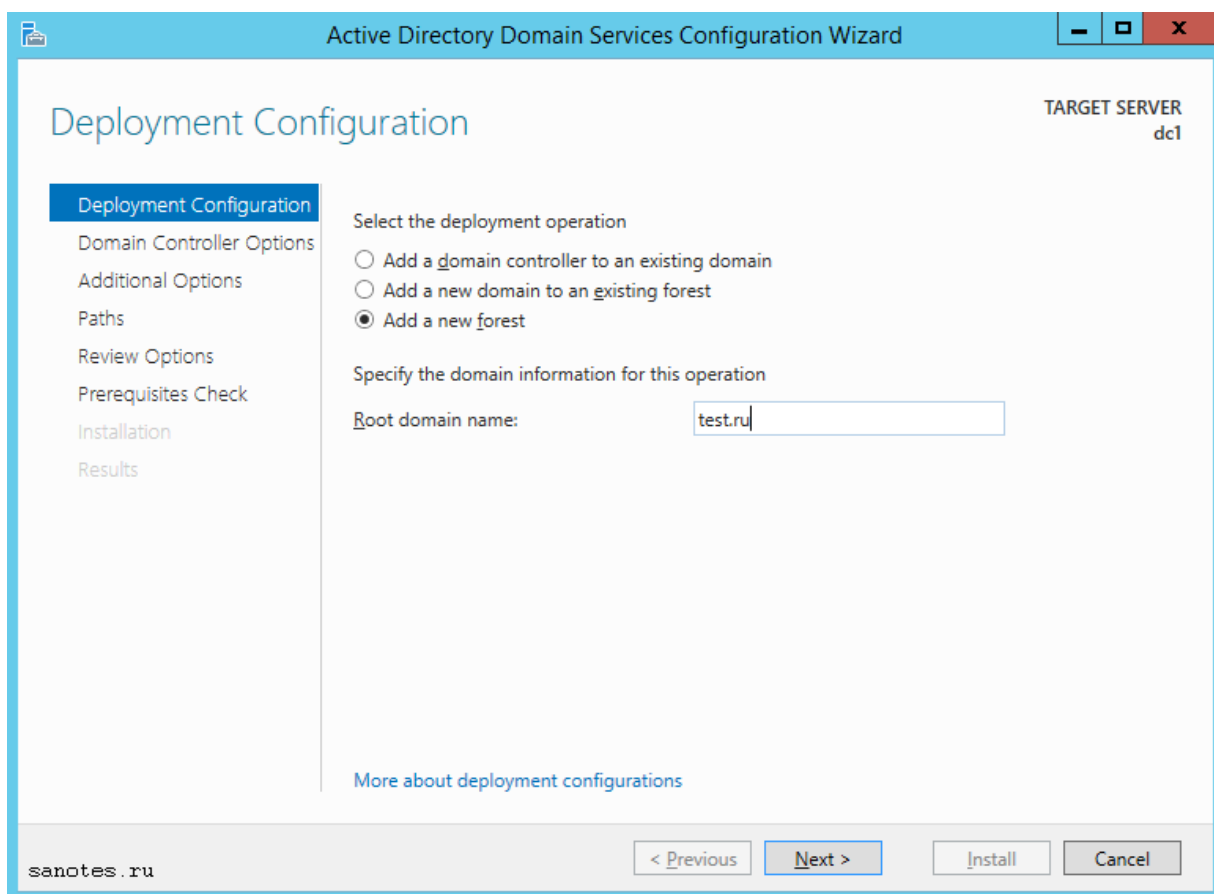 Active Directory Domain Services Configuration Wizard
Deployment Configuration
TARGET SERVER
dc1
Deployment Configuration
Domain Controller Options
Additional Options
Paths
Review Options
Prerequisites Check
Installation
Results
Select the deployment operation
Add a domain controller to an existing domain
Add a new domain to an existing forest
Add a new forest
Specify the domain information for this operation
Root domain name: test.ru
More about deployment configurations
sanotes.ru
< Previous Next > Install Cancel